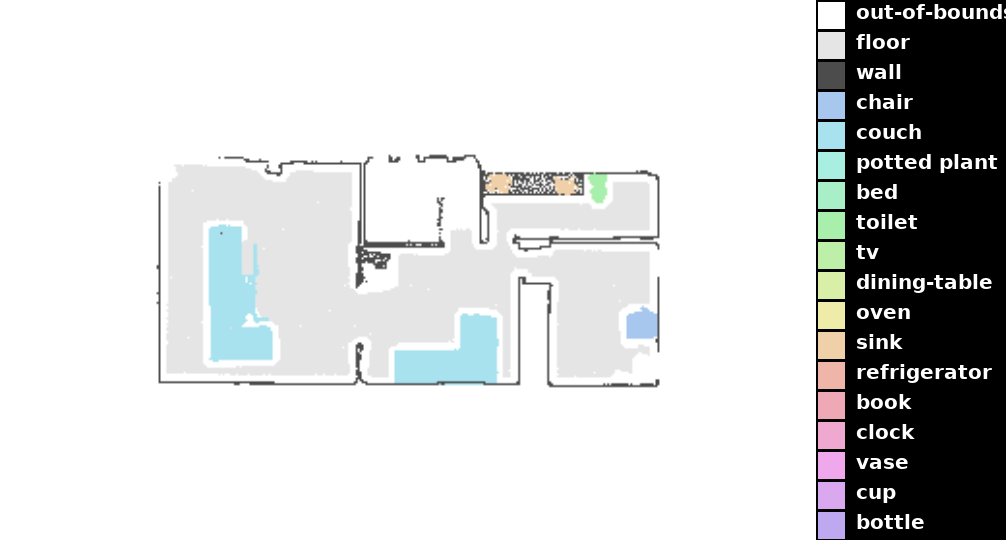 out-of-bounds
floor
wall
chair
couch
potted plant
bed
toilet
tv
dining-table
oven
sink
refrigerator
book
clock
vase
cup
bottle